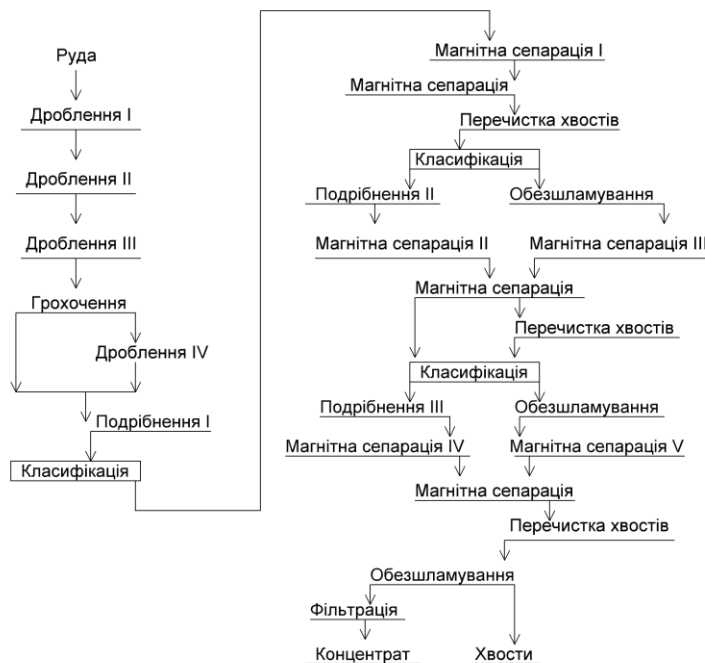 Руда
Дроблення I
Дроблення II
Дроблення III
Грохочення
Дроблення IV
Подрібнення I
Класифікація
Магнітна сепарація I
Магнітна сепарація
Перечистка хвостів
Класифікація
Подрібнення II
Обезшламування
Магнітна сепарація II
Магнітна сепарація III
Магнітна сепарація
Перечистка хвостів
Класифікація
Подрібнення III
Обезшламування
Магнітна сепарація IV
Магнітна сепарація V
Магнітна сепарація
Перечистка хвостів
Обезшламування
Фільтрація
Концентрат
Хвости